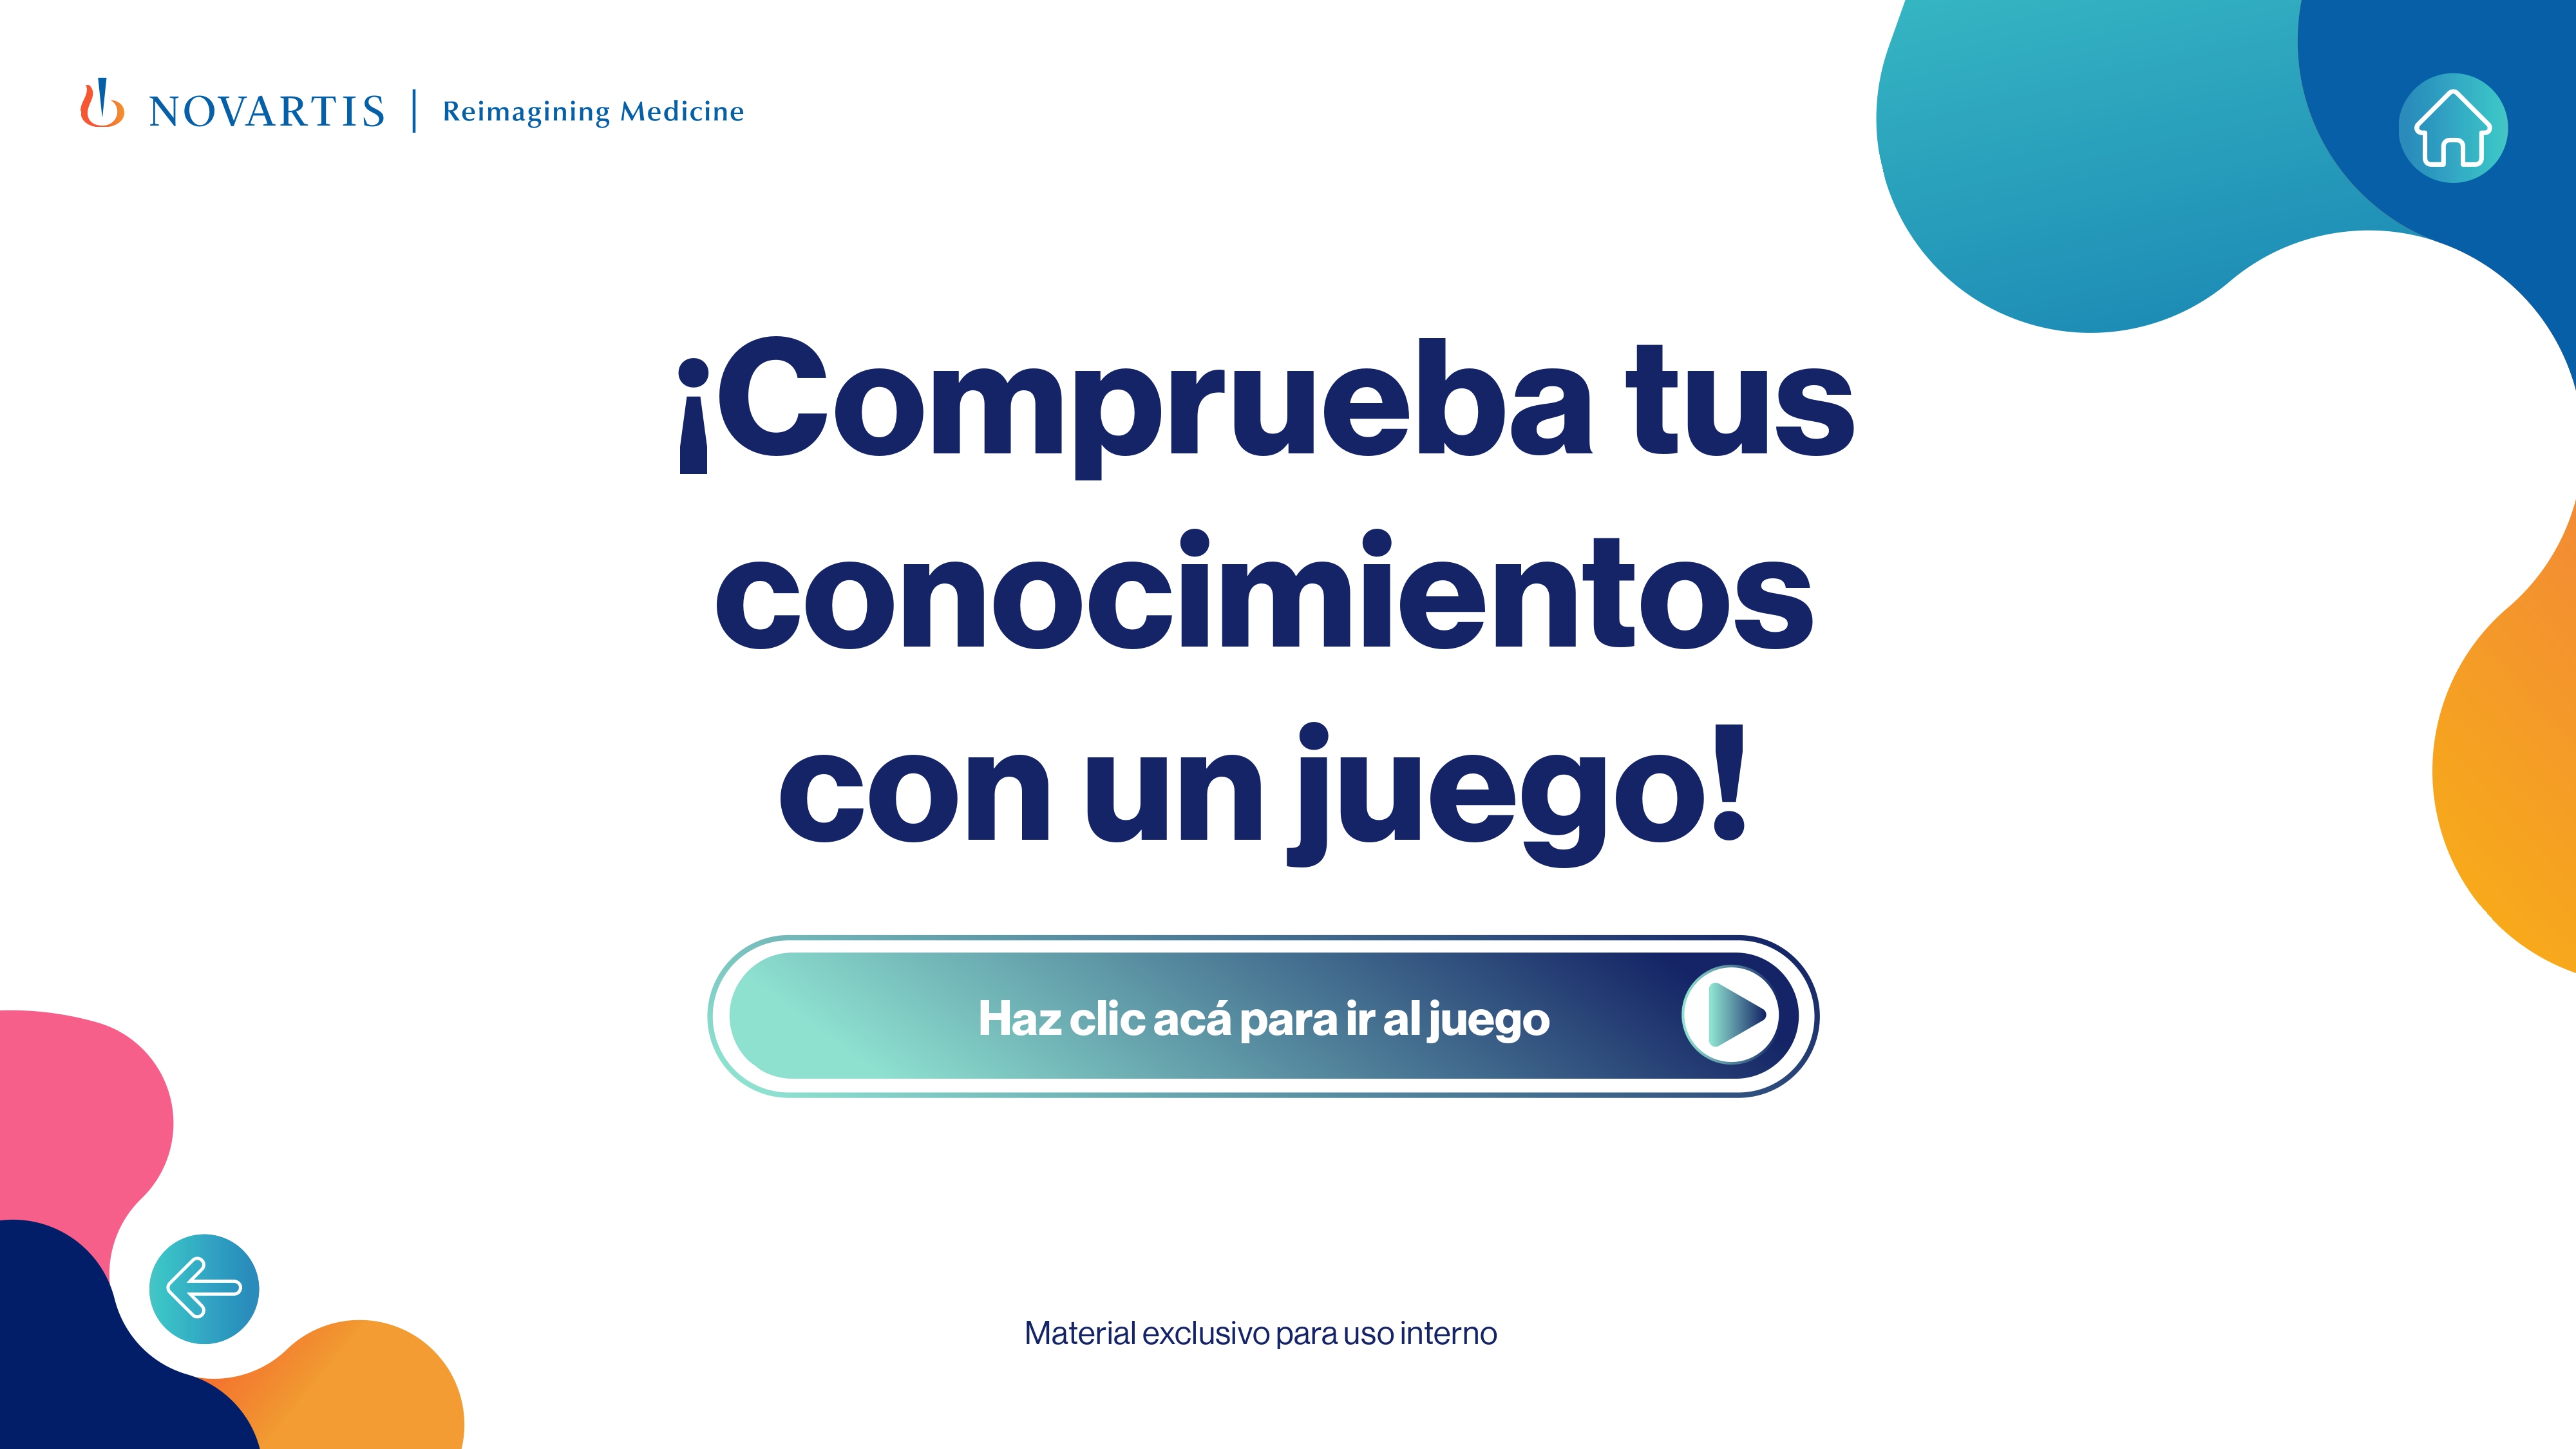 NOVARTIS | Reimagining Medicine
¡Comprueba tus
conocimientos
con un juego!
Haz clic acá para ir al juego
Material exclusivo para uso interno